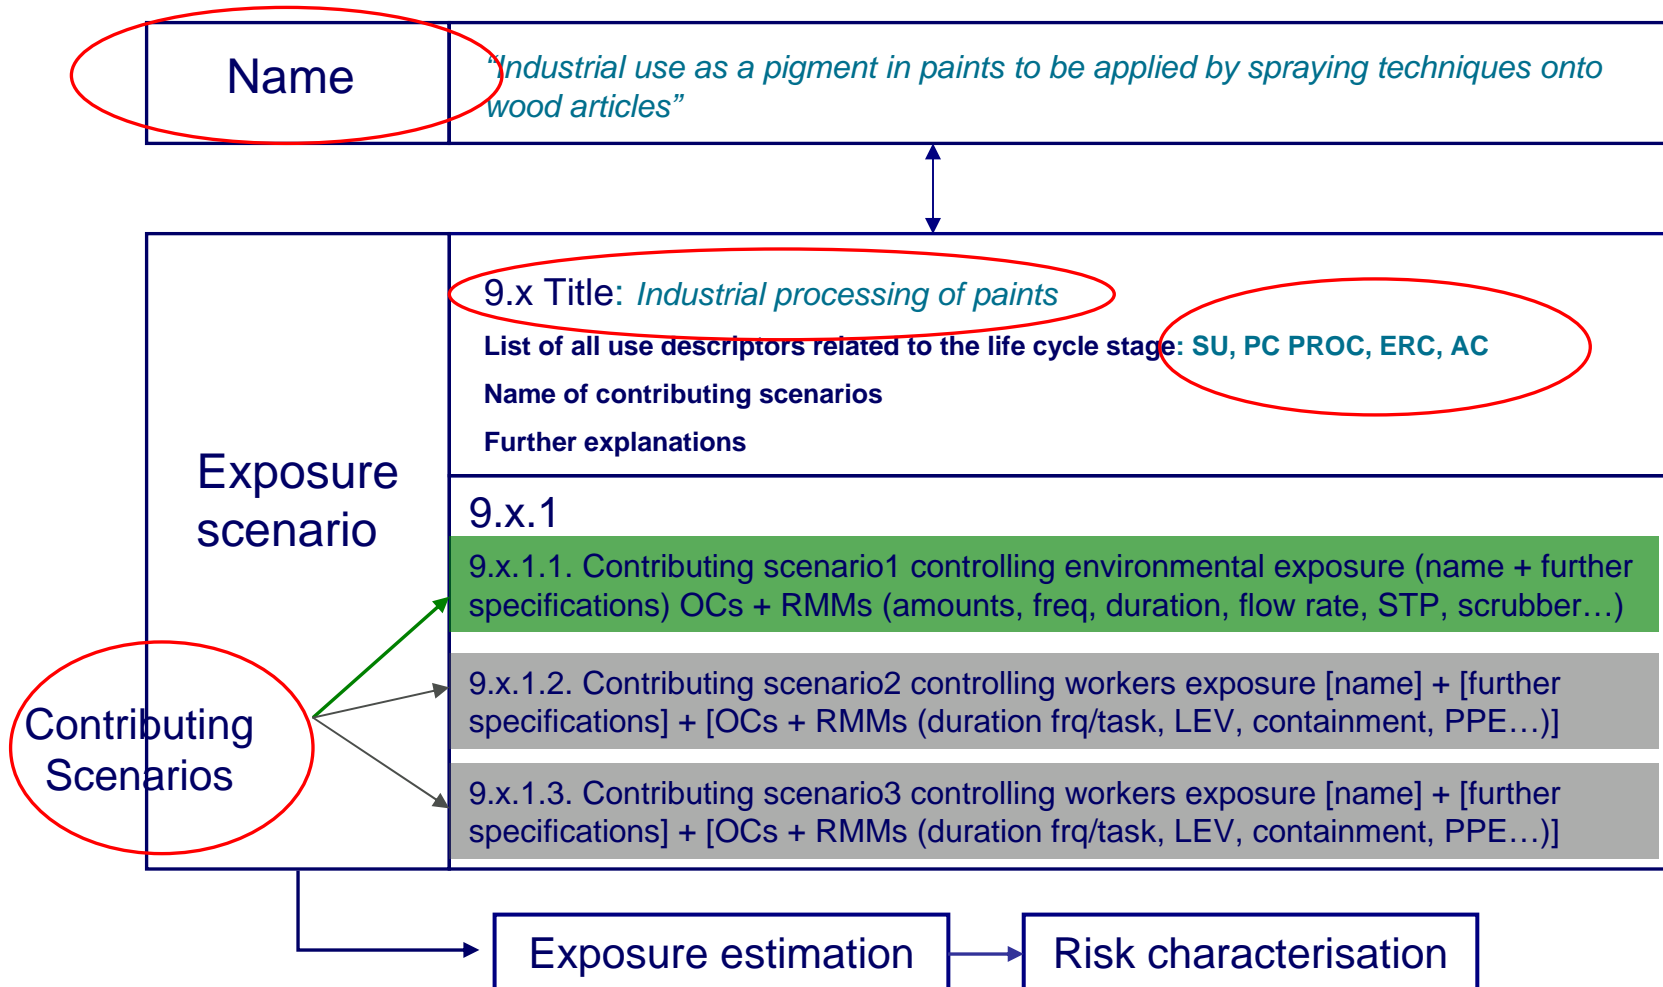 Name
“Industrial use as a pigment in paints to be applied by spraying techniques onto
wood articles”
Exposure
scenario
9.x Title: Industrial processing of paints
List of all use descriptors related to the life cycle stage: SU, PC PROC, ERC, AC
Name of contributing scenarios
Further explanations
9.x.1
9.x.1.1. Contributing scenario1 controlling environmental exposure (name + further
specifications) OCs + RMMs (amounts, freq, duration, flow rate, STP, scrubber…)
Contributing
Scenarios
9.x.1.2. Contributing scenario2 controlling workers exposure [name] + [further
specifications] + [OCs + RMMs (duration frq/task, LEV, containment, PPE…)]
9.x.1.3. Contributing scenario3 controlling workers exposure [name] + [further
specifications] + [OCs + RMMs (duration frq/task, LEV, containment, PPE…)]
Exposure estimation
Risk characterisation